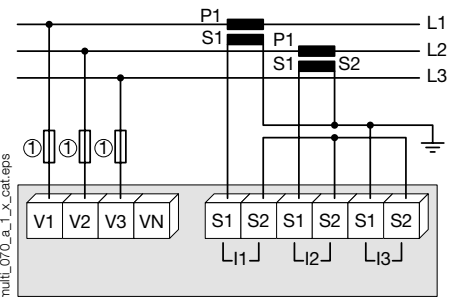 P1 L1
S1 P1 L2
S1 S2 L3
① ① ①
V1 V2 V3 VN S1 S2 S1 S2 S1 S2
I1 I2 I3
multi_070_a_1_x_cat.eps